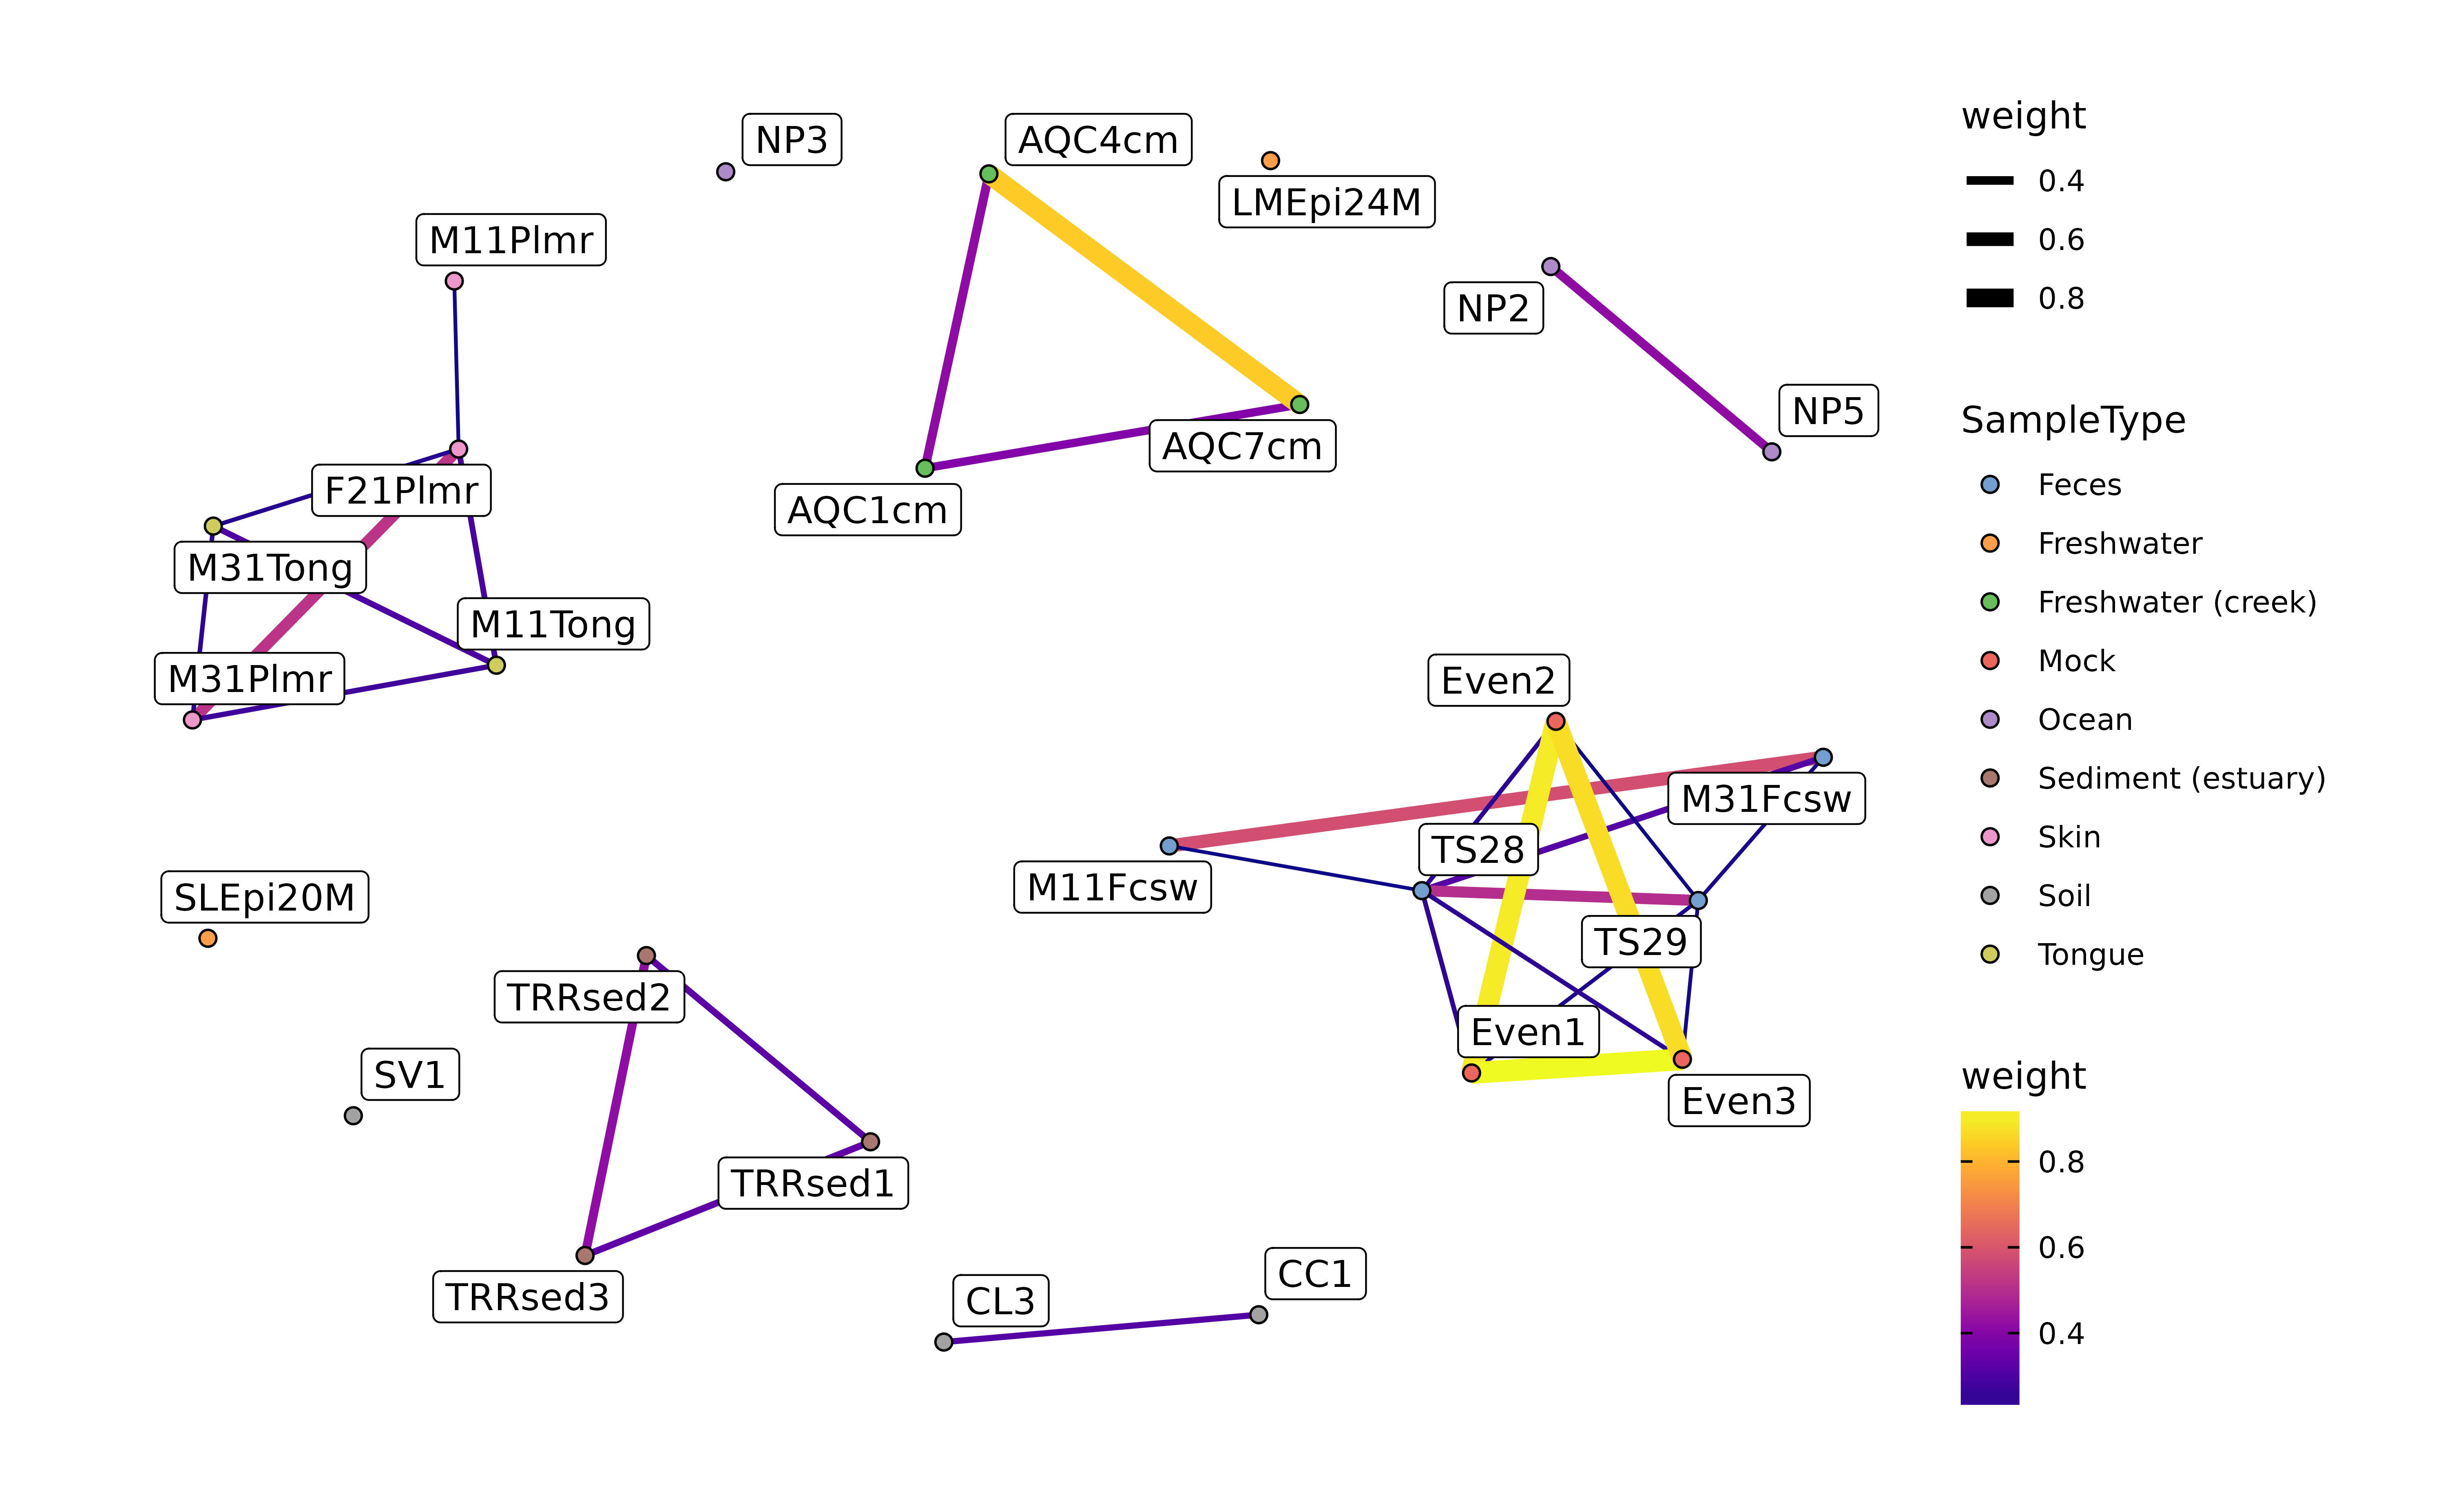 NP3
AQC4cm
LMEpi24M
M11Plmr
NP2
NP5
F21Plmr
AQC7cm
AQC1cm
M31Tong
M11Tong
M31Plmr
Even2
M31Fcsw
TS28
M11Fcsw
SLEpi20M
TS29
TRRsed2
Even1
SV1
Even3
TRRsed1
TRRsed3
CL3
CC1
weight
0.4
0.6
0.8
SampleType
Feces
Freshwater
Freshwater (creek)
Mock
Ocean
Sediment (estuary)
Skin
Soil
Tongue
weight
0.8
0.6
0.4